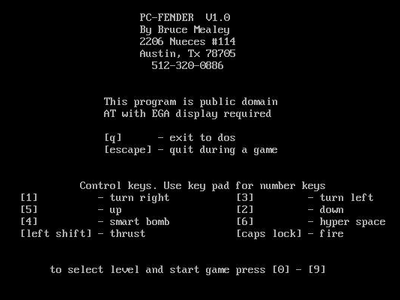 PC-FENDER V1.0
By Bruce Mealey
2206 Nueces #114
Austin, Tx 78705
512-320-0886
This program is public domain
AT with EGA display required
[q] - exit to dos
[escape] - quit during a game
Control keys. Use key pad for number keys
[1] - turn right [3] - turn left
[5] - up [2] - down
[4] - smart bomb [6] - hyper space
[left shift] - thrust [caps lock] - fire
to select level and start game press [0] - [9]